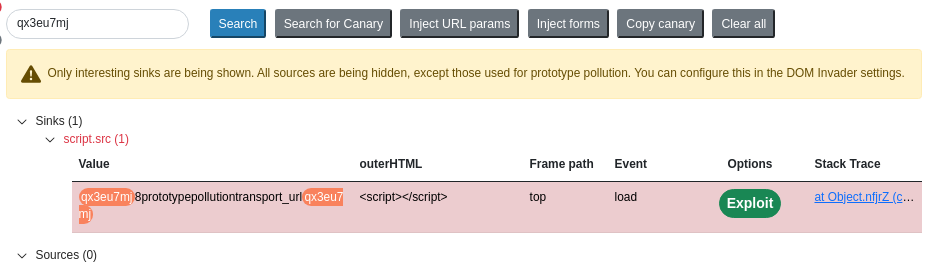 qx3eu7mj Search Search for Canary Inject URL params Inject forms Copy canary Clear all
Only interesting sinks are being shown. All sources are being hidden, except those used for prototype pollution. You can configure this in the DOM Invader settings.
Sinks (1)
script.src (1)
Value outerHTML Frame path Event Options Stack Trace
qx3eu7mj8prototypepollutiontransport_urlqx3eu7 <script></script> top load Exploit at Object.nfjrZ (c…
mj
Sources (0)